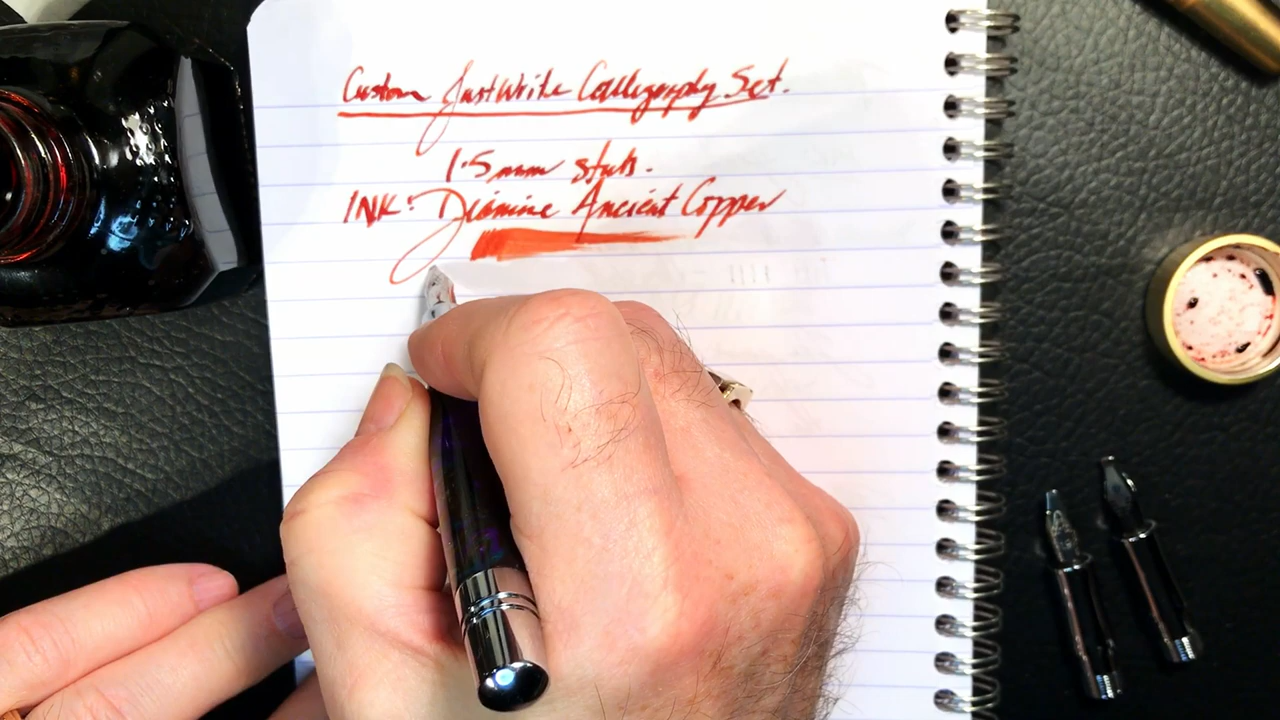 Custom JustWrite Calligraphy Set.
1.5mm stub.
INK: Diamine Ancient Copper